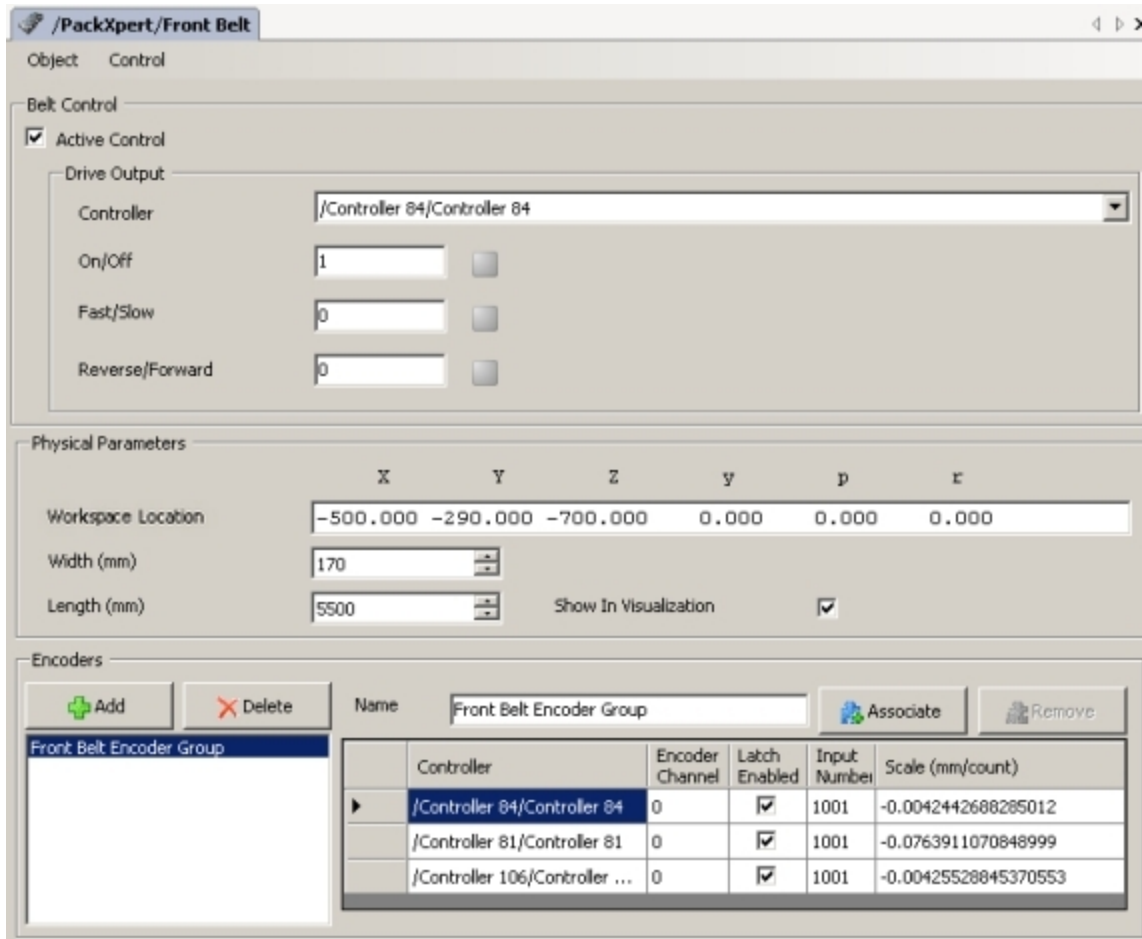 /PackXpert/Front Belt
Object Control
Belt Control
Active Control
Drive Output
Controller /Controller 84/Controller 84
On/Off 1
Fast/Slow 0
Reverse/Forward 0
Physical Parameters
X Y Z y p r
Workspace Location -500.000 -290.000 -700.000 0.000 0.000 0.000
Width (mm) 170
Length (mm) 5500 Show In Visualization
Encoders
Add Delete Name Front Belt Encoder Group Associate Remove
Front Belt Encoder Group
Controller Encoder Channel Latch Enabled Input Number Scale (mm/count)
/Controller 84/Controller 84 0 1001 -0.0042442688285012
/Controller 81/Controller 81 0 1001 -0.0763911070848999
/Controller 106/Controller ... 0 1001 -0.00425528845370553